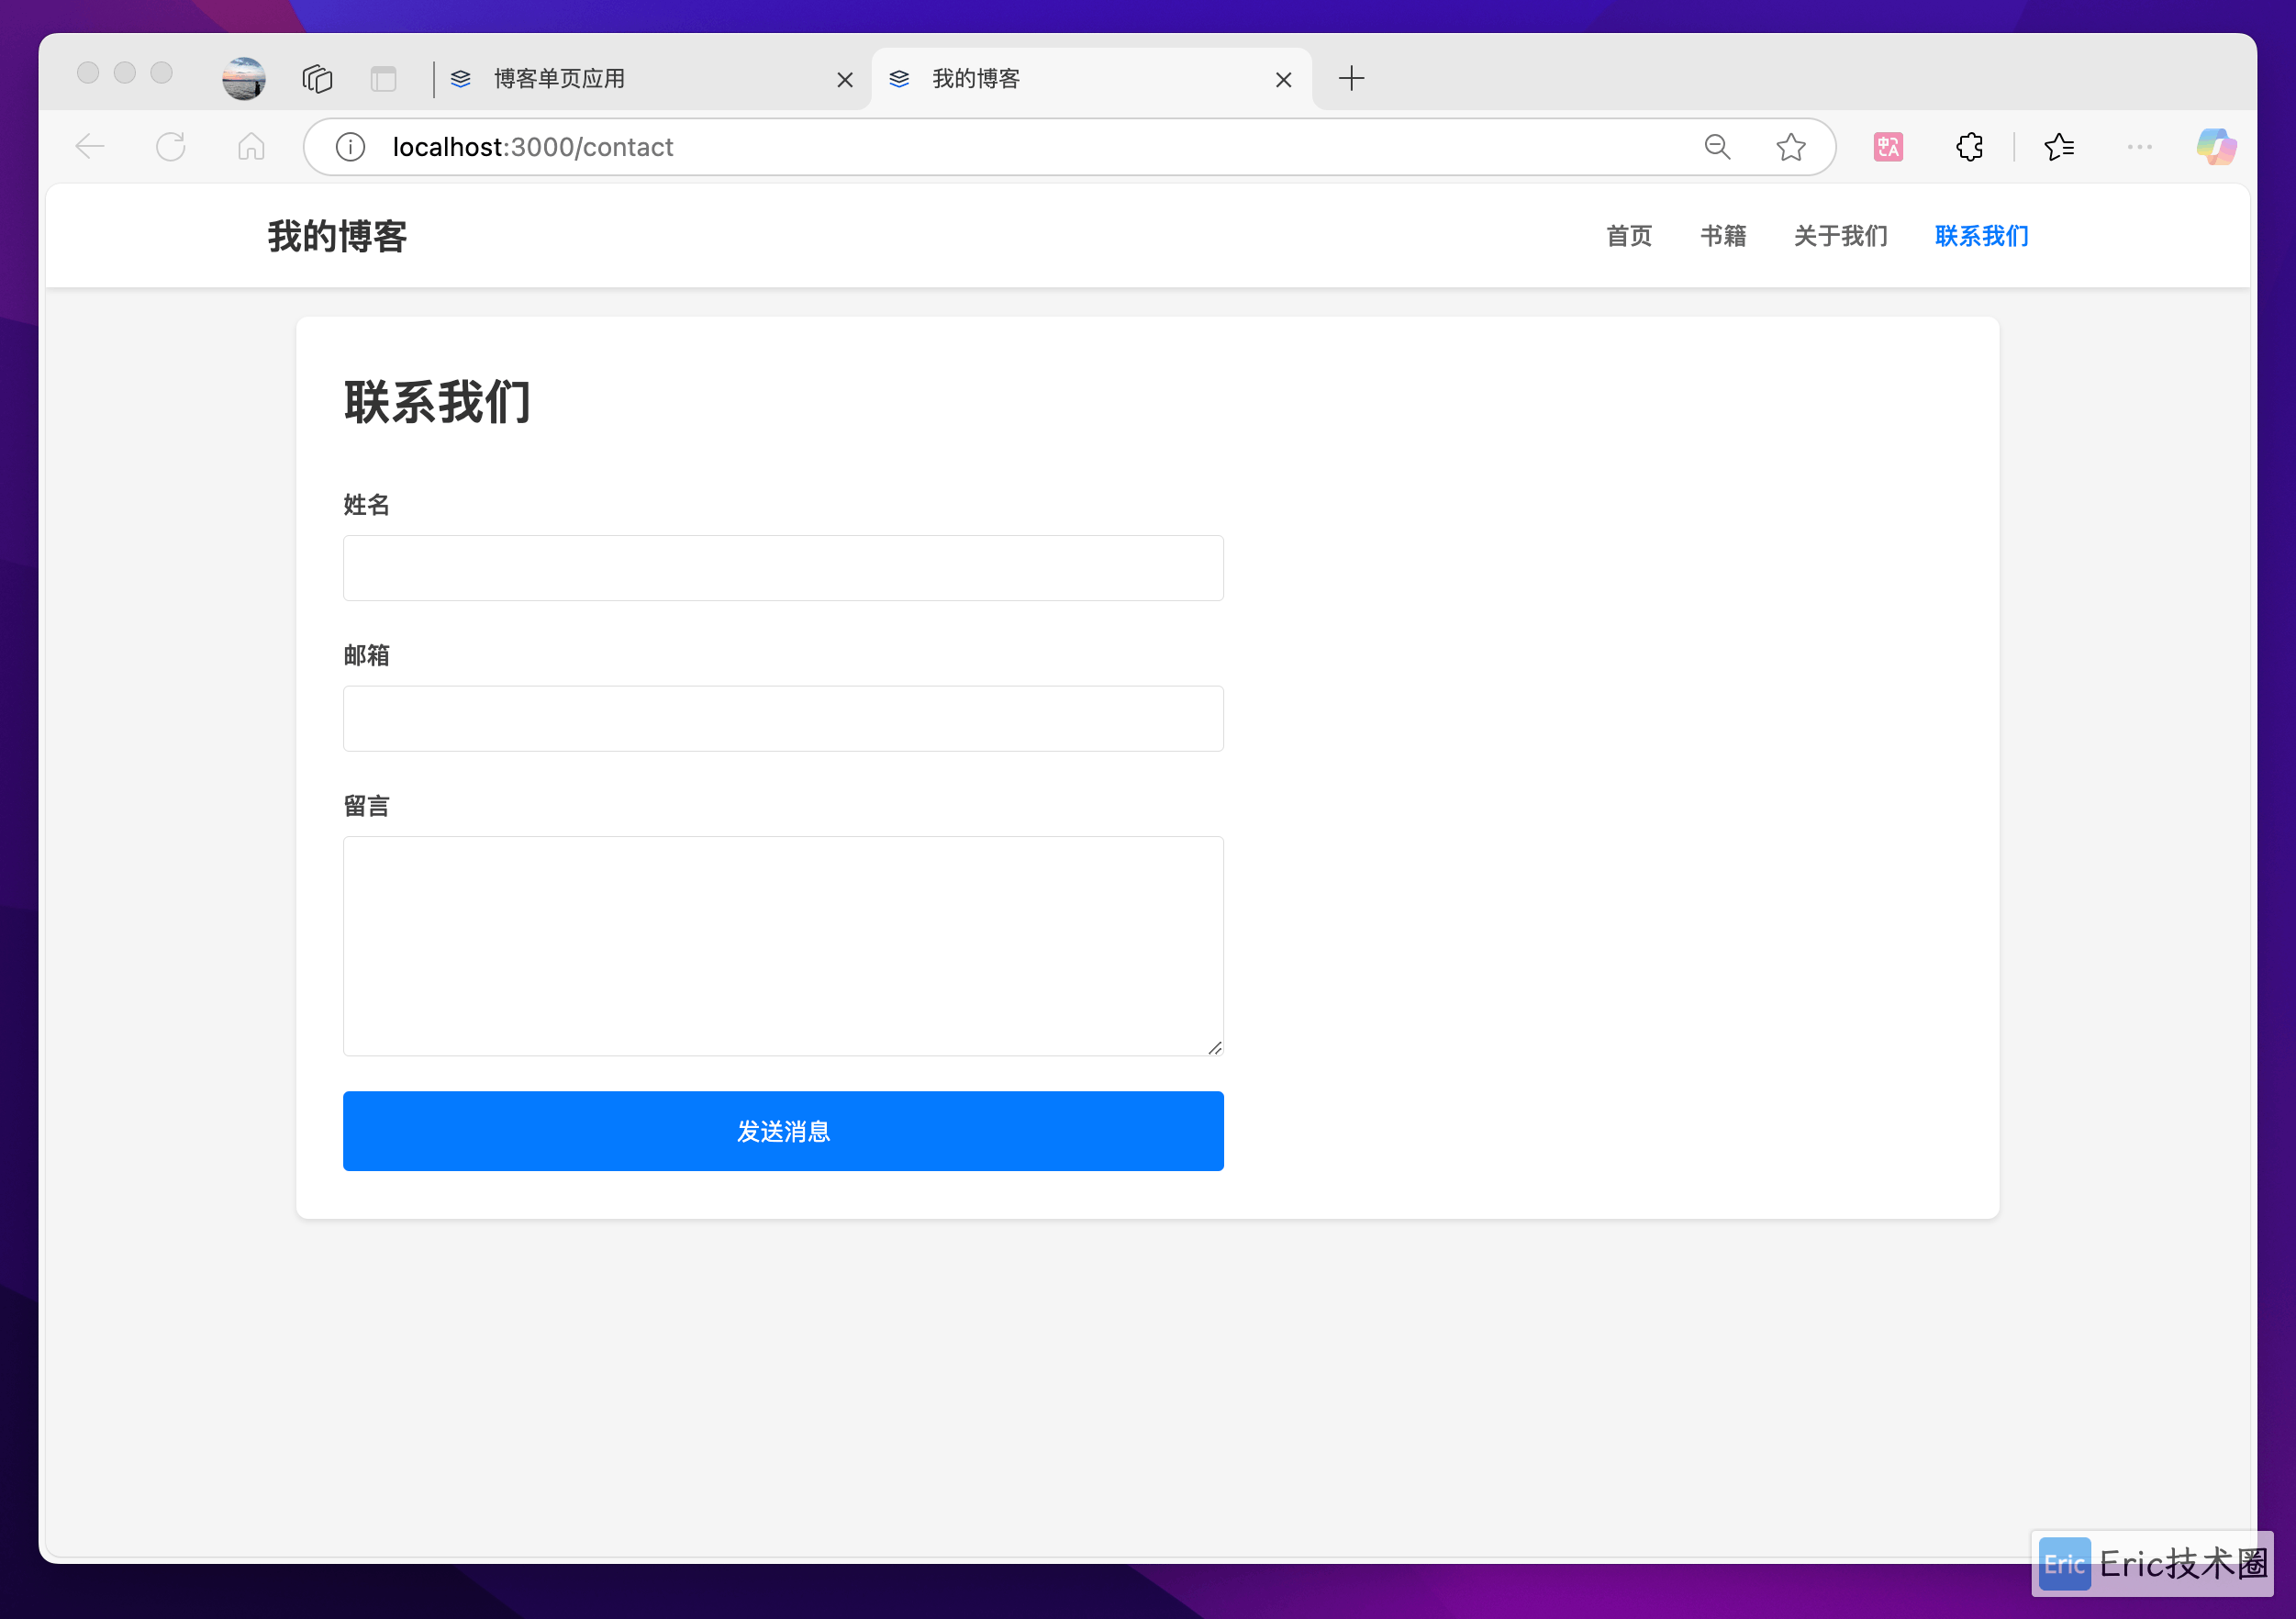 博客单页应用
我的博客
localhost:3000/contact
我的博客
首页 书籍 关于我们 联系我们
联系我们
姓名
邮箱
留言
发送消息
Eric Eric技术圈